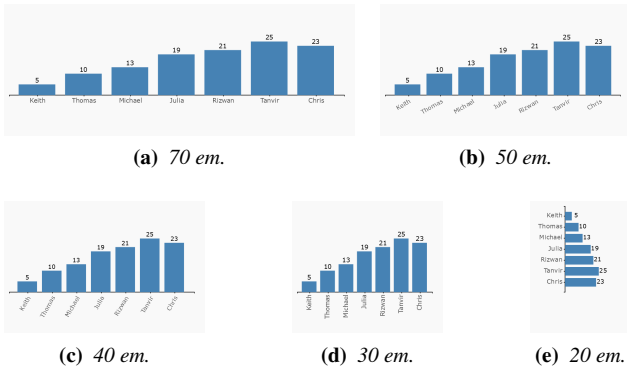 5 10 13 19 21 25 23
Keith Thomas Michael Julia Rizwan Tanvir Chris
(a) 70 em.
5 10 13 19 21 25 23
Keith Thomas Michael Julia Rizwan Tanvir Chris
(b) 50 em.
5 10 13 19 21 25 23
Keith Thomas Michael Julia Rizwan Tanvir Chris
(c) 40 em.
5 10 13 19 21 25 23
Keith Thomas Michael Julia Rizwan Tanvir Chris
(d) 30 em.
Keith 5
Thomas 10
Michael 13
Julia 19
Rizwan 21
Tanvir 25
Chris 23
(e) 20 em.